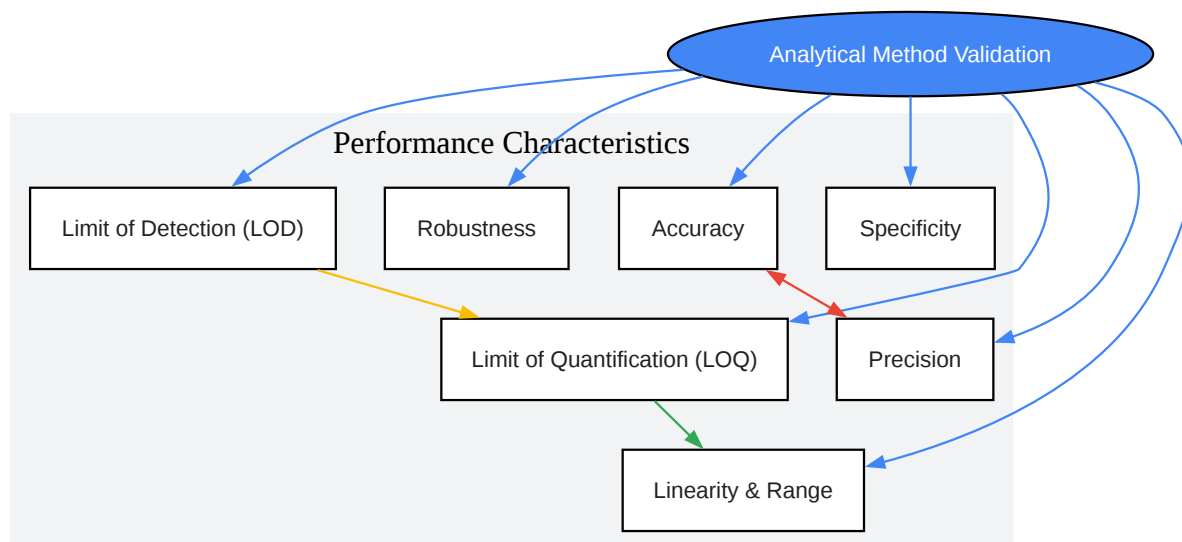 Analytical Method Validation
Performance Characteristics
Limit of Detection (LOD)
Robustness
Accuracy
Specificity
Limit of Quantification (LOQ)
Precision
Linearity & Range